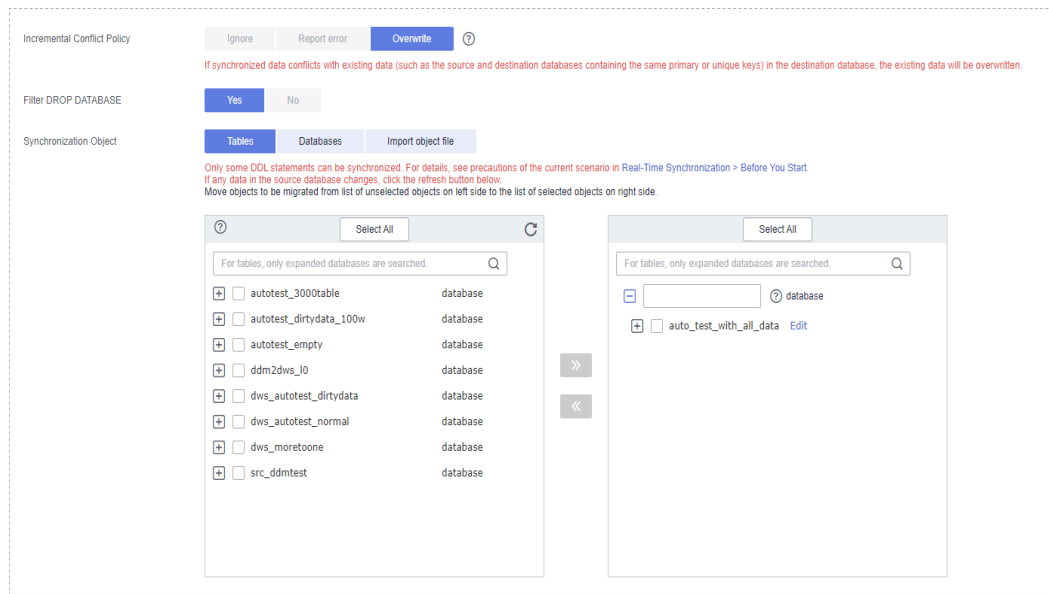 Incremental Conflict Policy
Ignore
Report error
Overwrite
If synchronized data conflicts with existing data (such as the source and destination databases containing the same primary or unique keys) in the destination database, the existing data will be overwritten.
Filter DROP DATABASE
Yes
No
Synchronization Object
Tables
Databases
Import object file
Only some DDL statements can be synchronized. For details, see precautions of the current scenario in Real-Time Synchronization > Before You Start.
If any data in the source database changes, click the refresh button below.
Move objects to be migrated from list of unselected objects on left side to the list of selected objects on right side.
Select All
For tables, only expanded databases are searched.
autotest_3000table database
autotest_dirtydata_100w database
autotest_empty database
ddm2dws_l0 database
dws_autotest_dirtydata database
dws_autotest_normal database
dws_moretoone database
src_ddmtest database
Select All
For tables, only expanded databases are searched.
database
auto_test_with_all_data Edit